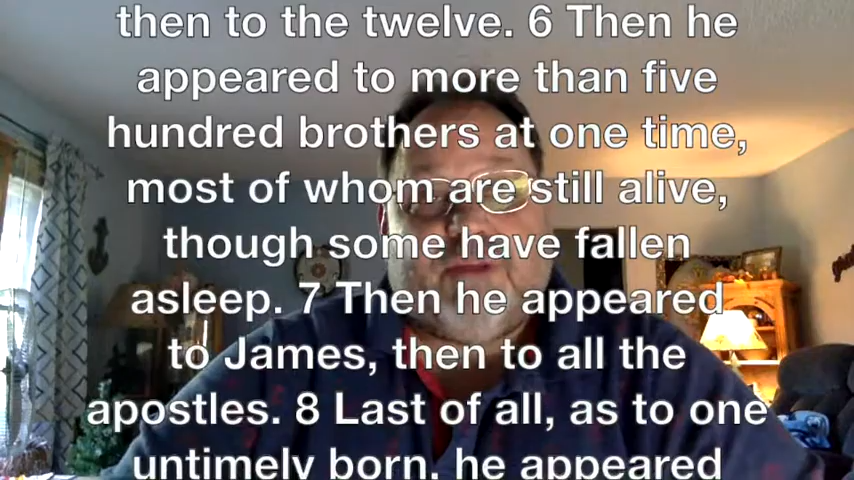 then to the twelve. 6 Then he
appeared to more than five
hundred brothers at one time,
most of whom are still alive,
though some have fallen
asleep. 7 Then he appeared
to James, then to all the
apostles. 8 Last of all, as to one
untimely born, he appeared